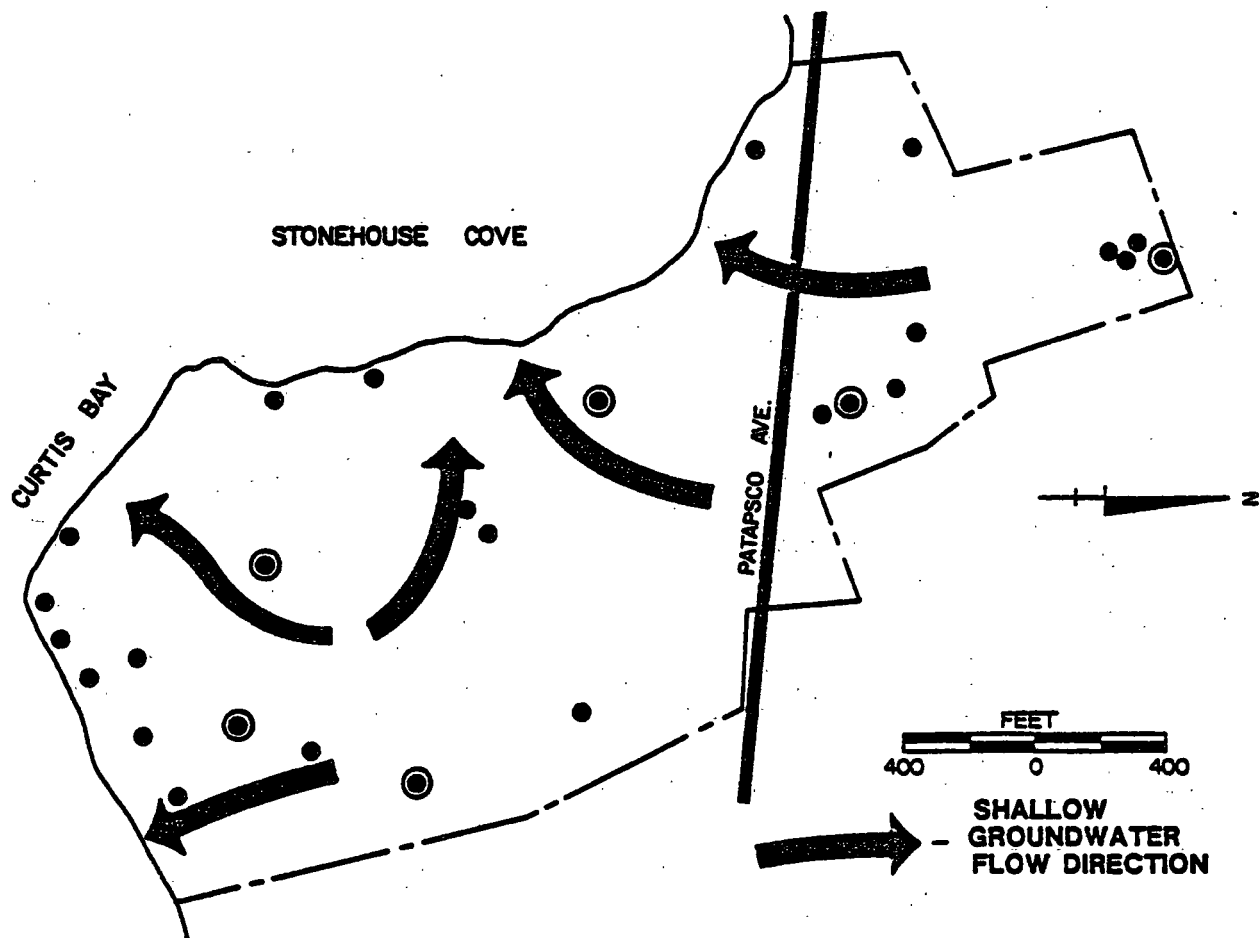 STONEHOUSE COVE
CURTIS BAY
PATAPSCO AVE.
N
FEET
400 0 400
SHALLOW
- GROUNDWATER
FLOW DIRECTION